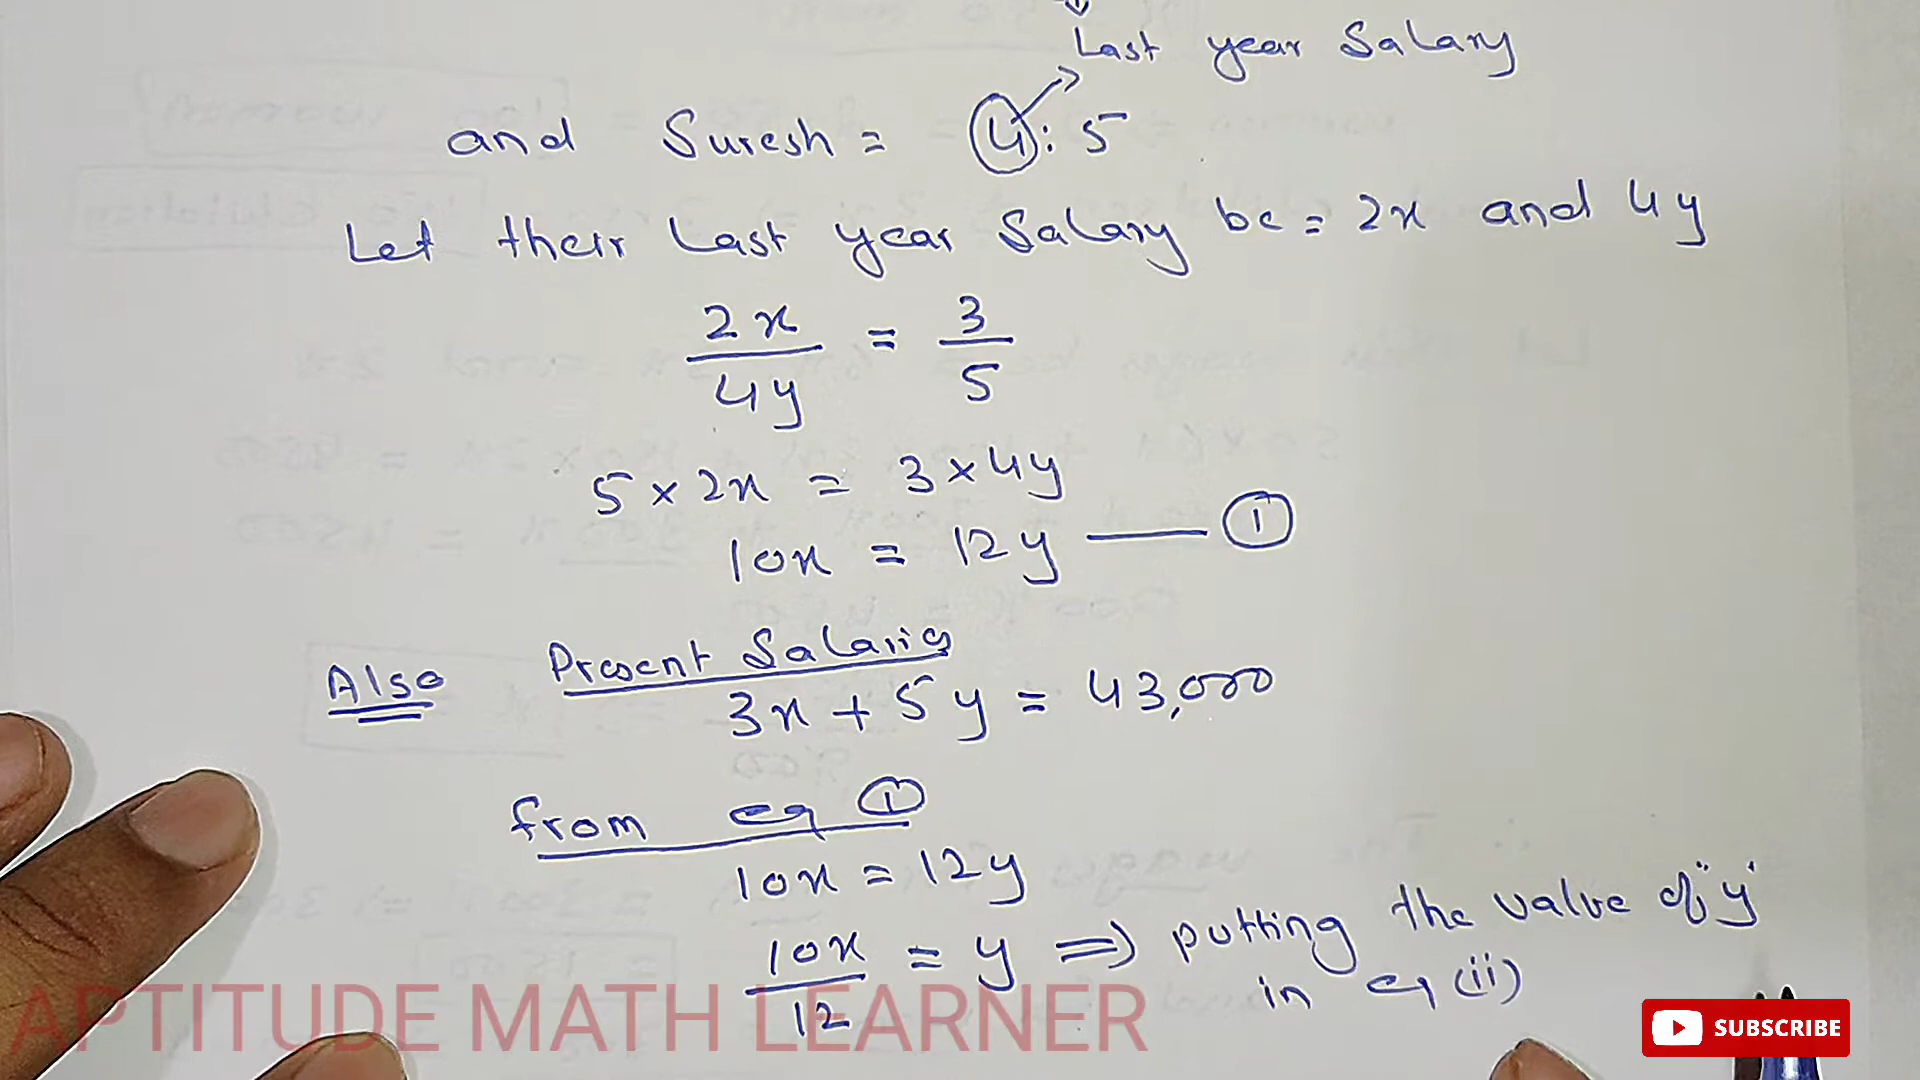 Last year Salary
and Suresh = 4 : 5
Let their Last year Salary be = 2x and 4y
2x/4y = 3/5
5 × 2x = 3 × 4y
10x = 12y —— ①
Also Present Salaries
3x + 5y = 43,000
from eq ①
10x = 12y
10x/12 = y ⇒ putting the value of "y"
in eq (ii)
APTITUDE MATH LEARNER
SUBSCRIBE